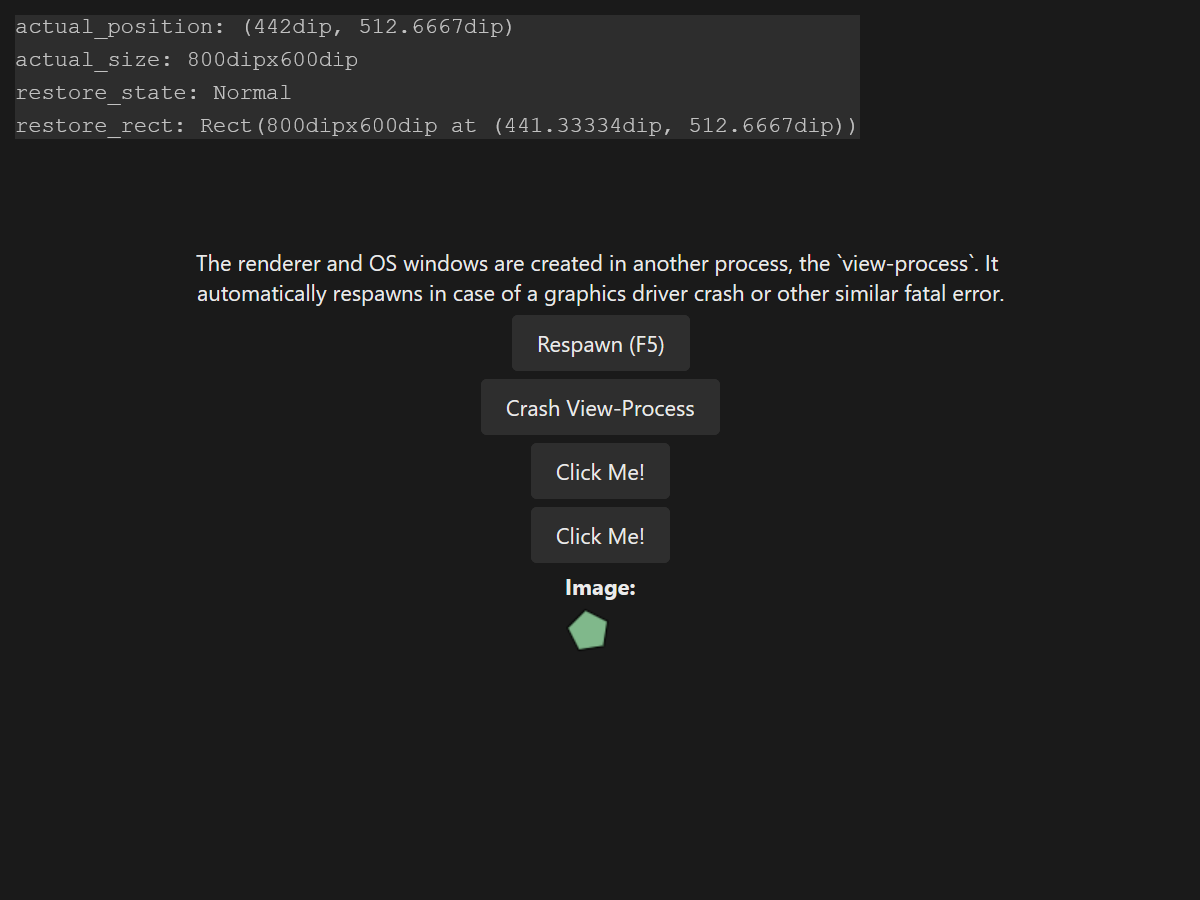 actual_position: (442dip, 512.6667dip)
actual_size: 800dipx600dip
restore_state: Normal
restore_rect: Rect(800dipx600dip at (441.33334dip, 512.6667dip))
The renderer and OS windows are created in another process, the `view-process`. It
automatically respawns in case of a graphics driver crash or other similar fatal error.
Respawn (F5)
Crash View-Process
Click Me!
Click Me!
Image: